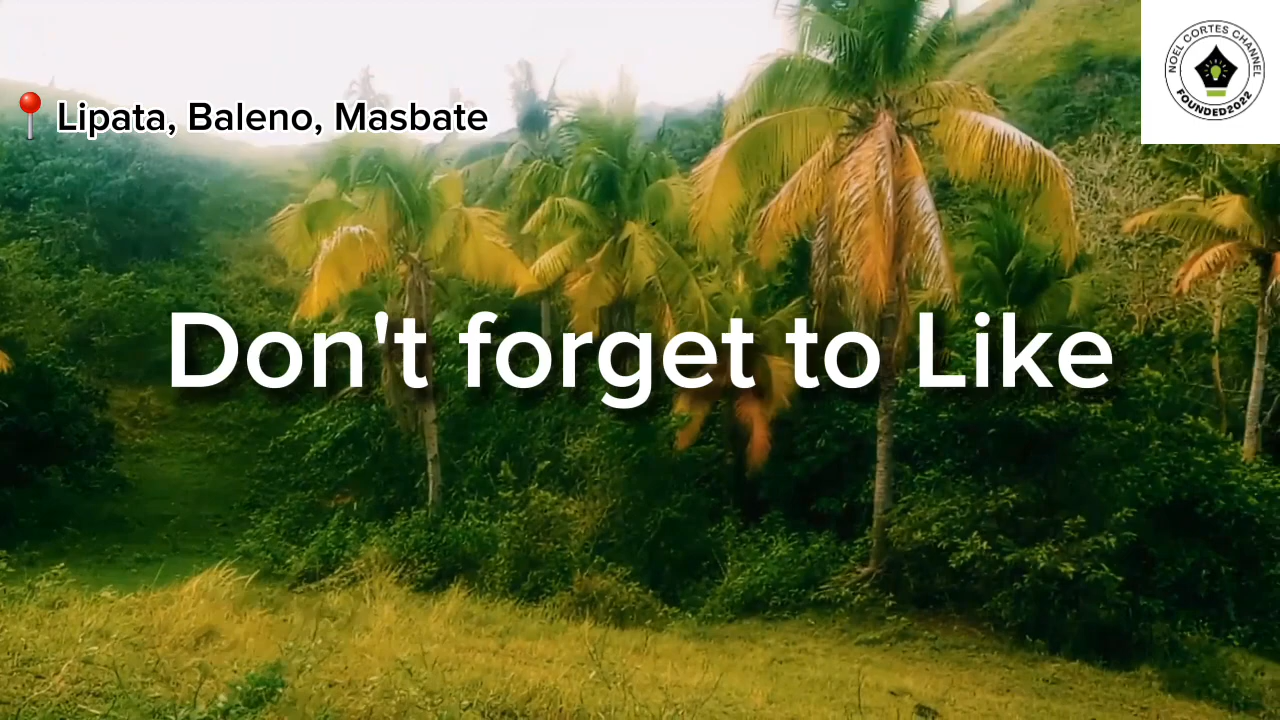 📍Lipata, Baleno, Masbate
NOEL CORTES CHANNEL
FOUNDED2022
Don't forget to Like